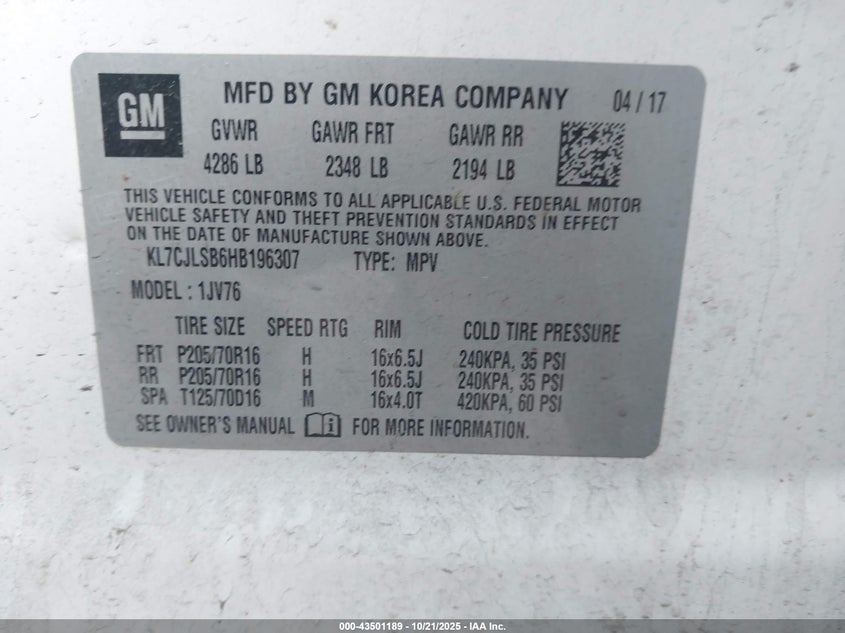 GM
MFD BY GM KOREA COMPANY 04 / 17
GVWR GAWR FRT GAWR RR
4286 LB 2348 LB 2194 LB
THIS VEHICLE CONFORMS TO ALL APPLICABLE U.S. FEDERAL MOTOR
VEHICLE SAFETY AND THEFT PREVENTION STANDARDS IN EFFECT
ON THE DATE OF MANUFACTURE SHOWN ABOVE.
KL7CJLSB6HB196307 TYPE: MPV
MODEL : 1JV76
TIRE SIZE SPEED RTG RIM COLD TIRE PRESSURE
FRT P205/70R16 H 16x6.5J 240KPA, 35 PSI
RR P205/70R16 H 16x6.5J 240KPA, 35 PSI
SPA T125/70D16 M 16x4.0T 420KPA, 60 PSI
SEE OWNER'S MANUAL i FOR MORE INFORMATION.
000-43501189 - 10/21/2025 - IAA Inc.